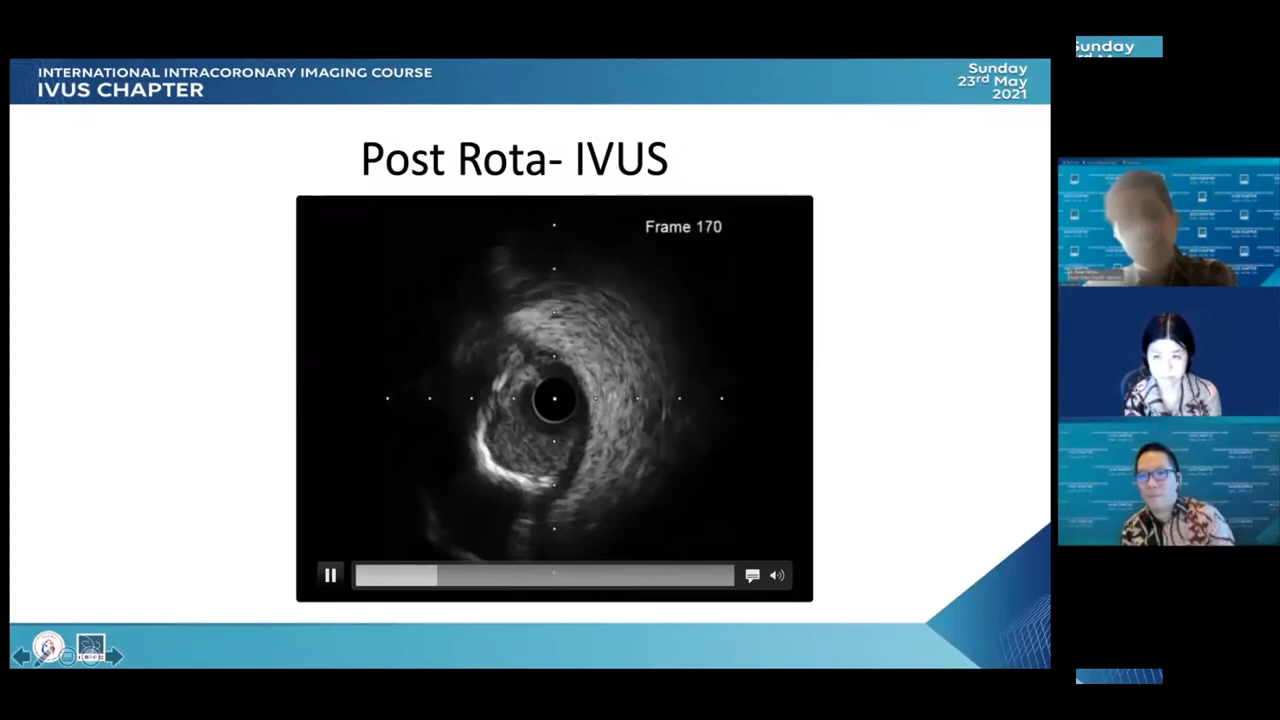 INTERNATIONAL INTRACORONARY IMAGING COURSE
IVUS CHAPTER
Sunday
23rd May
2021
Post Rota- IVUS
Frame 170
Sunday